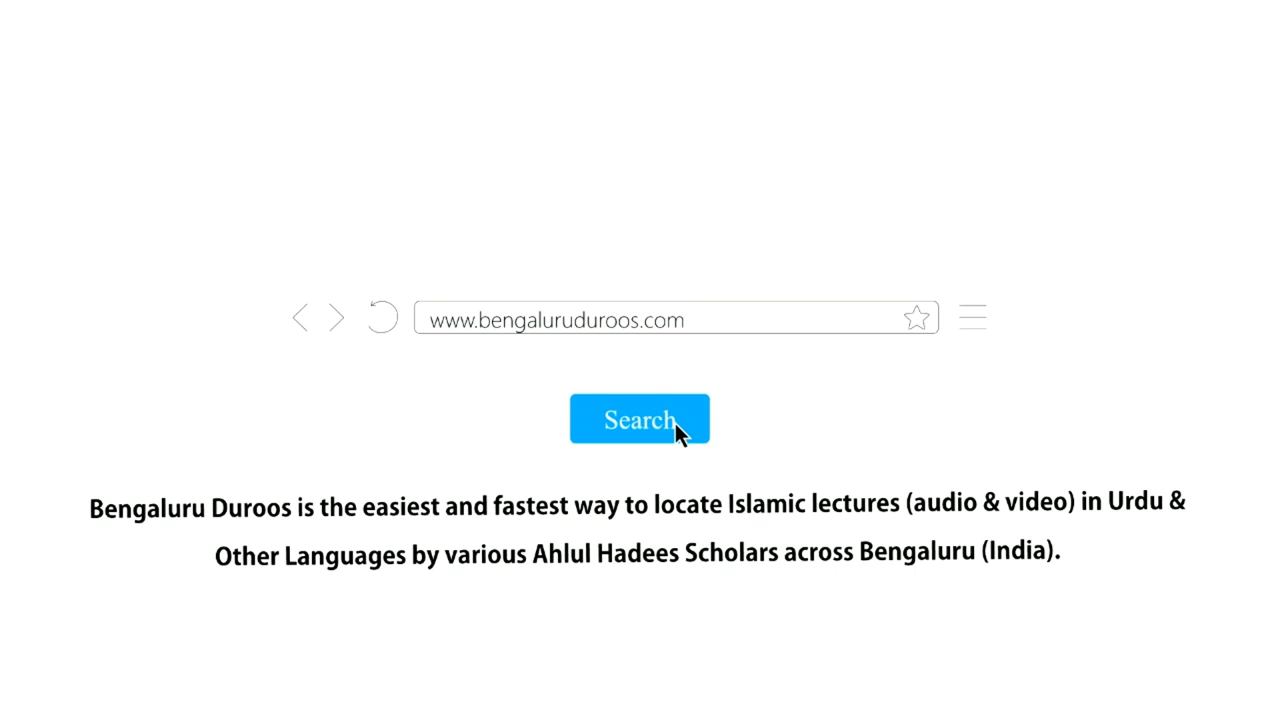 www.bengaluruduroos.com
Search
Bengaluru Duroos is the easiest and fastest way to locate Islamic lectures (audio & video) in Urdu &
Other Languages by various Ahlul Hadees Scholars across Bengaluru (India).